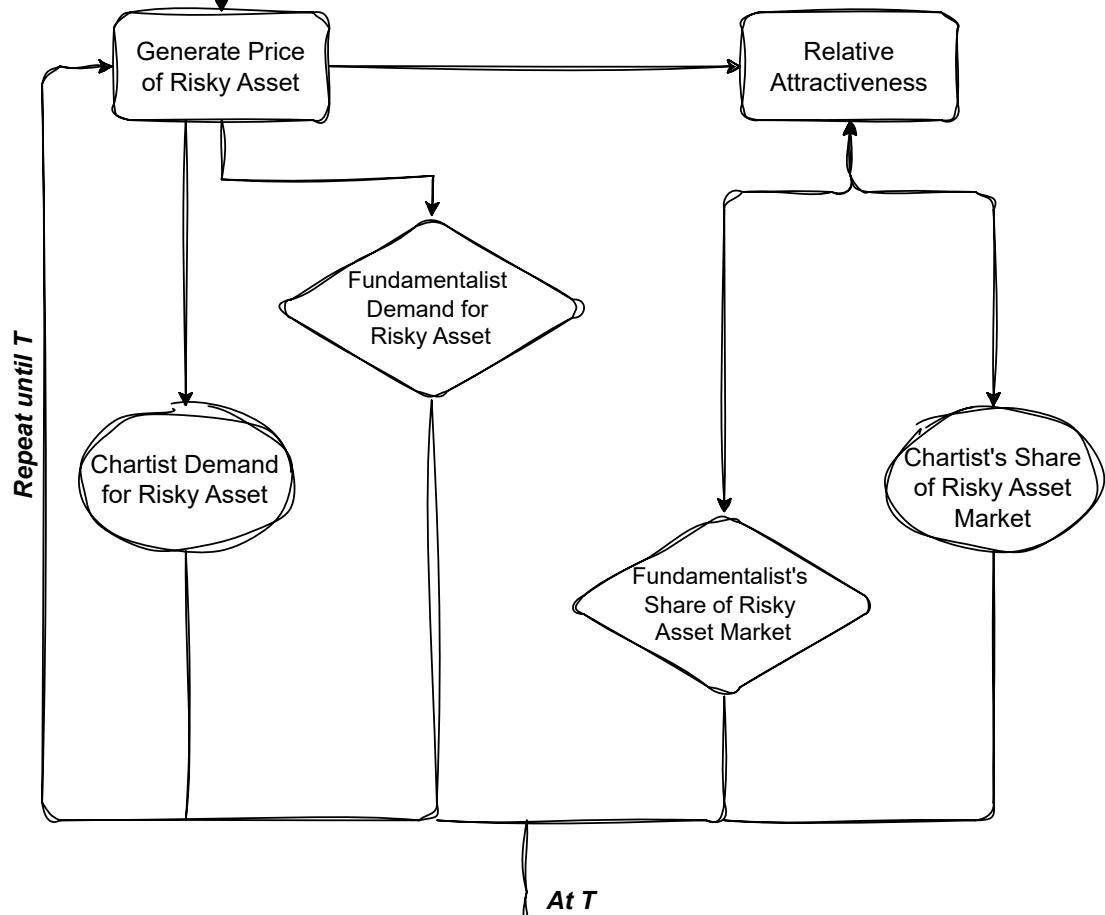 Generate Price
of Risky Asset
Relative
Attractiveness
Fundamentalist
Demand for
Risky Asset
Repeat until T
Chartist Demand
for Risky Asset
Chartist's Share
of Risky Asset
Market
Fundamentalist's
Share of Risky
Asset Market
At T